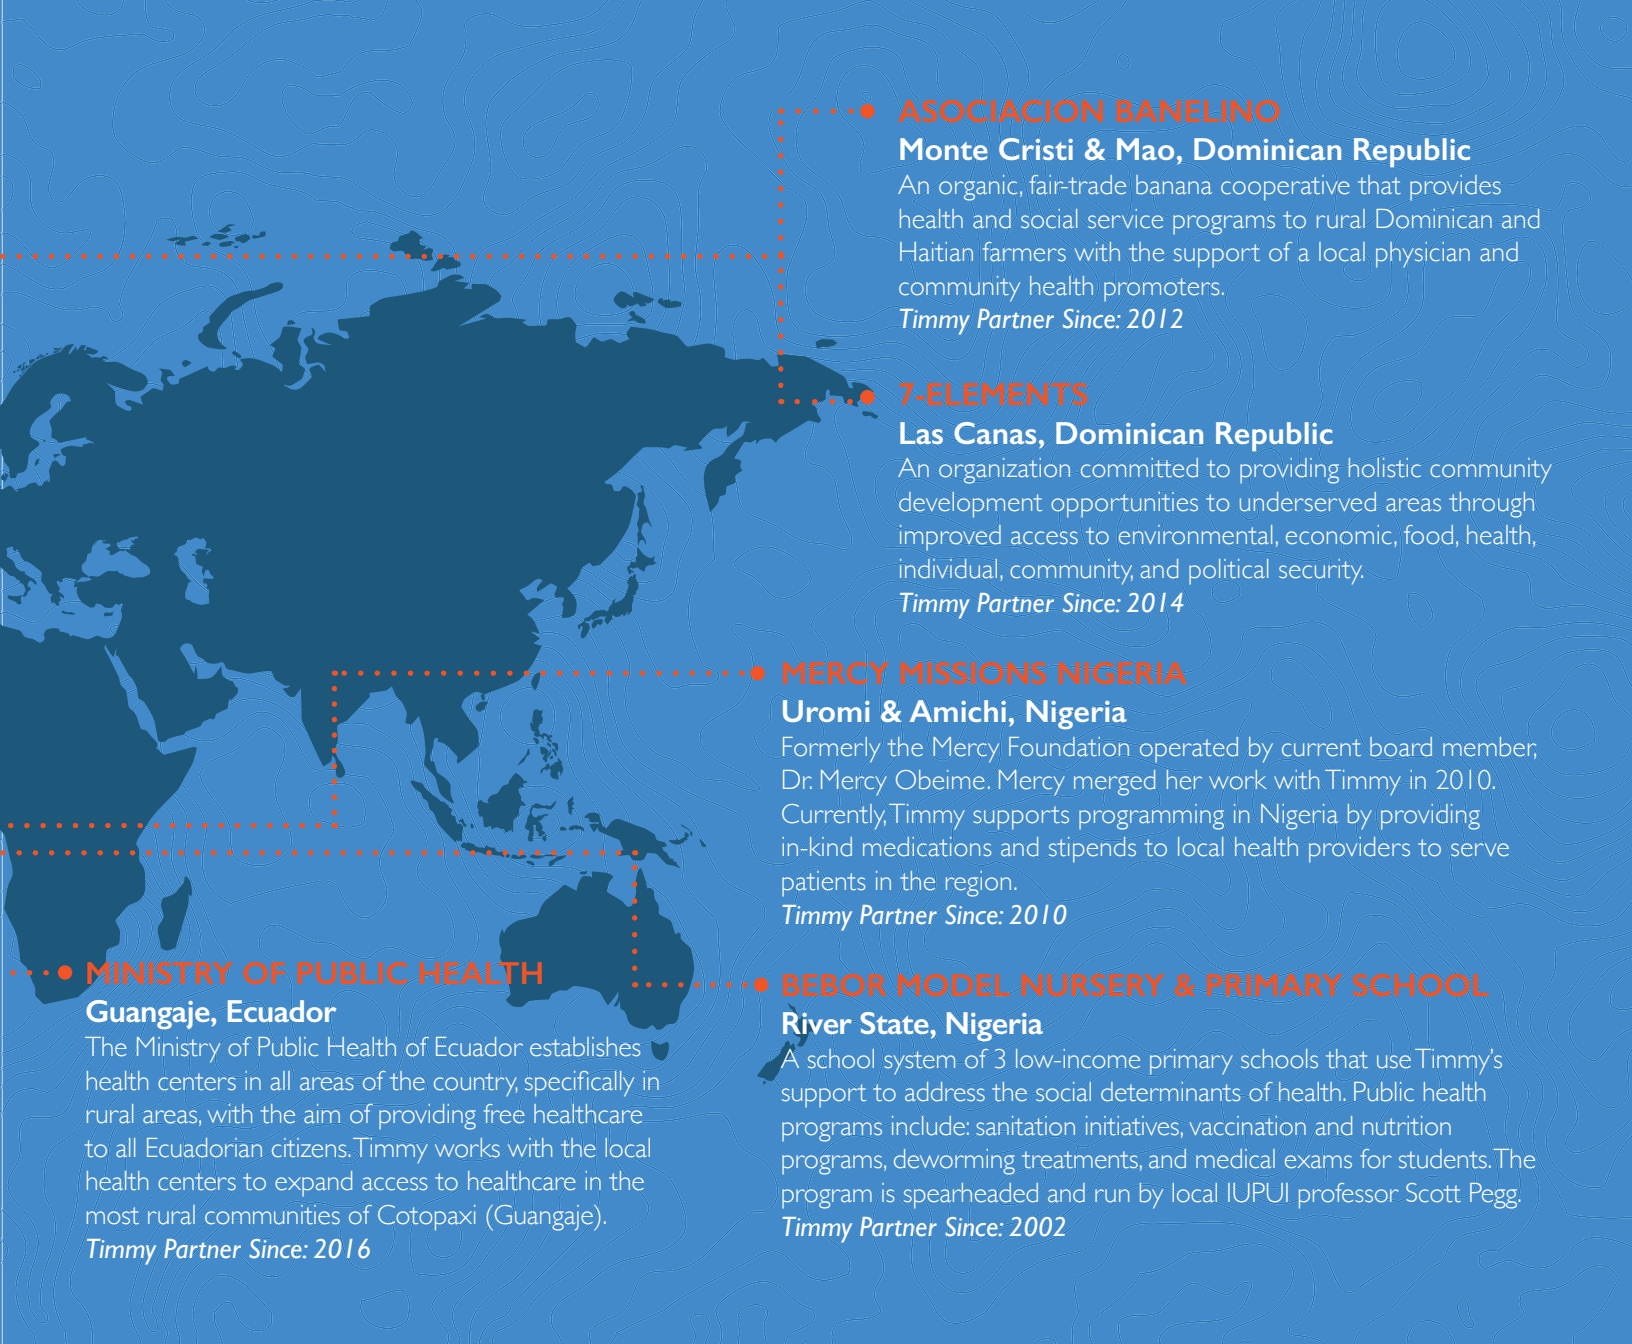 ASOCIACION BANELINO
Monte Cristi & Mao, Dominican Republic
An organic, fair-trade banana cooperative that provides
health and social service programs to rural Dominican and
Haitian farmers with the support of a local physician and
community health promoters.
Timmy Partner Since: 2012
7-ELEMENTS
Las Canas, Dominican Republic
An organization committed to providing holistic community
development opportunities to underserved areas through
improved access to environmental, economic, food, health,
individual, community, and political security.
Timmy Partner Since: 2014
MERCY MISSIONS NIGERIA
Uromi & Amichi, Nigeria
Formerly the Mercy Foundation operated by current board member,
Dr. Mercy Obeime. Mercy merged her work with Timmy in 2010.
Currently, Timmy supports programming in Nigeria by providing
in-kind medications and stipends to local health providers to serve
patients in the region.
Timmy Partner Since: 2010
MINISTRY OF PUBLIC HEALTH
Guangaje, Ecuador
The Ministry of Public Health of Ecuador establishes
health centers in all areas of the country, specifically in
rural areas, with the aim of providing free healthcare
to all Ecuadorian citizens. Timmy works with the local
health centers to expand access to healthcare in the
most rural communities of Cotopaxi (Guangaje).
Timmy Partner Since: 2016
BEBOR MODEL NURSERY & PRIMARY SCHOOL
River State, Nigeria
A school system of 3 low-income primary schools that use Timmy's
support to address the social determinants of health. Public health
programs include: sanitation initiatives, vaccination and nutrition
programs, deworming treatments, and medical exams for students. The
program is spearheaded and run by local IUPUI professor Scott Pegg.
Timmy Partner Since: 2002